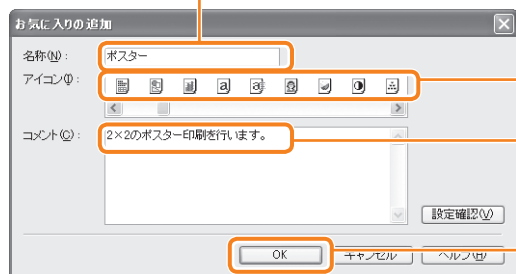 お気に入りの追加
名称(N)： ポスター
アイコン(I)：
コメント(C)： 2×2のポスター印刷を行います。
設定確認(V)
OK キャンセル ヘルプ(H)